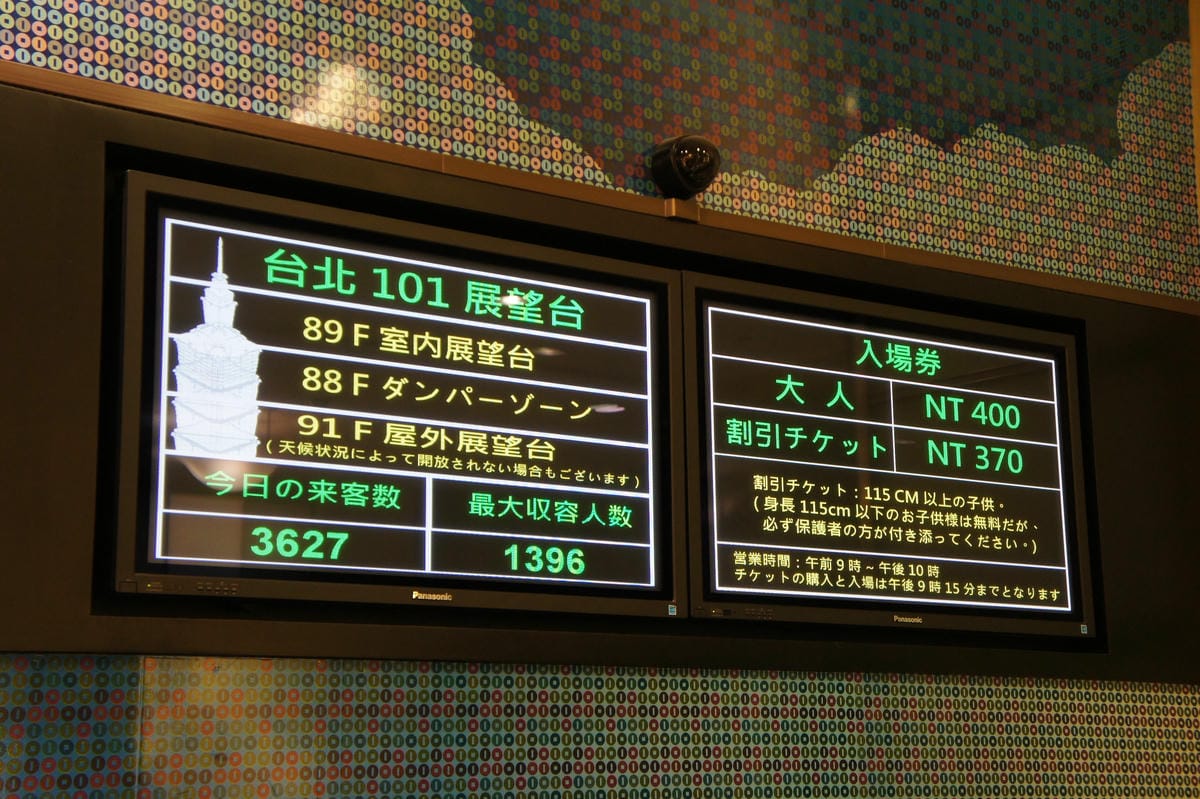 台北 101 展望台
89 F 室内展望台
88 F ダンパーゾーン
91 F 屋外展望台
( 天候状況によって開放されない場合もございます )
今日の来客数
最大収容人数
3627
1396
Panasonic
入場券
大 人
NT 400
割引チケット
NT 370
割引チケット：115 CM 以上の子供。
( 身長 115cm 以下のお子供様は無料だが、
必ず保護者の方が付き添ってください。)
営業時間：午前 9 時 ~ 午後 10 時
チケットの購入と入場は午後 9 時 15 分までとなります
Panasonic